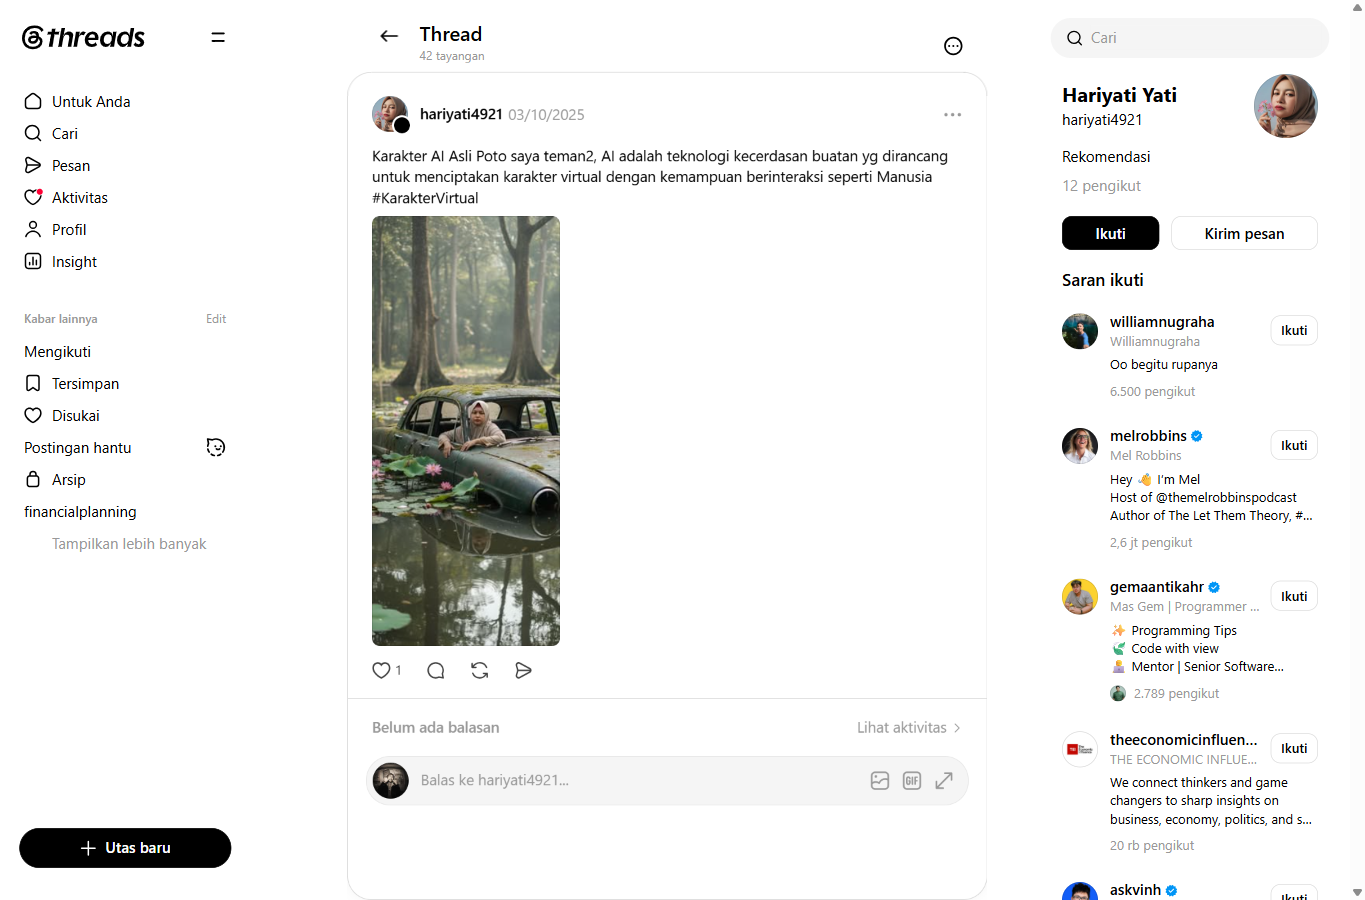 threads
Untuk Anda
Cari
Pesan
Aktivitas
Profil
Insight
Kabar lainnya
Edit
Mengikuti
Tersimpan
Disukai
Postingan hantu
Arsip
financialplanning
Tampilkan lebih banyak
Utas baru
Thread
42 tayangan
hariyati4921 03/10/2025
Karakter AI Asli Poto saya teman2, AI adalah teknologi kecerdasan buatan yg dirancang
untuk menciptakan karakter virtual dengan kemampuan berinteraksi seperti Manusia
#KarakterVirtual
1
Belum ada balasan
Lihat aktivitas
Balas ke hariyati4921...
GIF
Cari
Hariyati Yati
hariyati4921
Rekomendasi
12 pengikut
Ikuti
Kirim pesan
Saran ikuti
williamnugraha
Williamnugraha
Ikuti
Oo begitu rupanya
6.500 pengikut
melrobbins
Mel Robbins
Ikuti
Hey 👋 I'm Mel
Host of @themelrobbinspodcast
Author of The Let Them Theory, #...
2,6 jt pengikut
gemaantikahr
Mas Gem | Programmer ...
Ikuti
✨ Programming Tips
🌿 Code with view
Mentor | Senior Software...
2.789 pengikut
theeconomicinfluen...
THE ECONOMIC INFLUE...
Ikuti
We connect thinkers and game
changers to sharp insights on
business, economy, politics, and s...
20 rb pengikut
askvinh
Ikuti